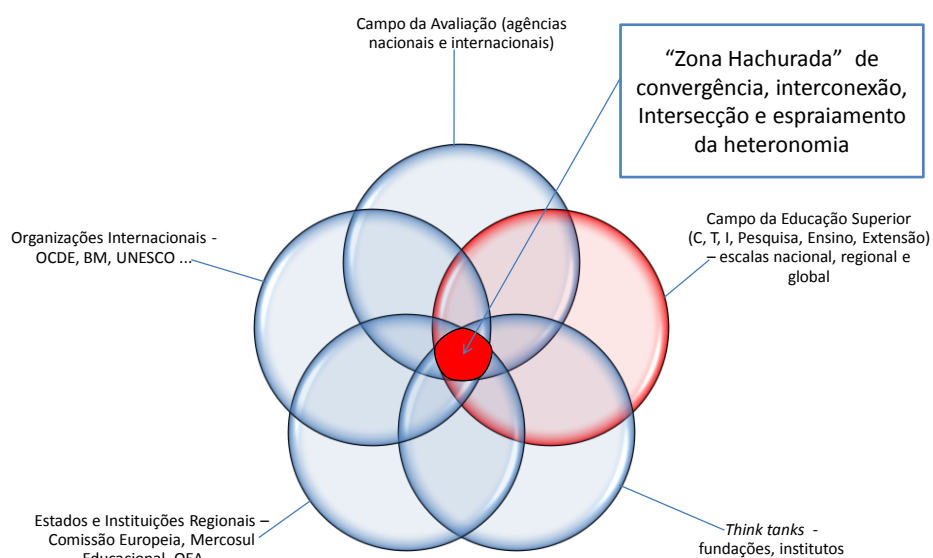 Campo da Avaliação (agências
nacionais e internacionais)
“Zona Hachurada” de
convergência, interconexão,
Intersecção e espraiamento
da heteronomia
Organizações Internacionais -
OCDE, BM, UNESCO ...
Campo da Educação Superior
(C, T, I, Pesquisa, Ensino, Extensão)
– escalas nacional, regional e
global
Estados e Instituições Regionais –
Comissão Europeia, Mercosul
Educacional, OEA
Think tanks -
fundações, institutos